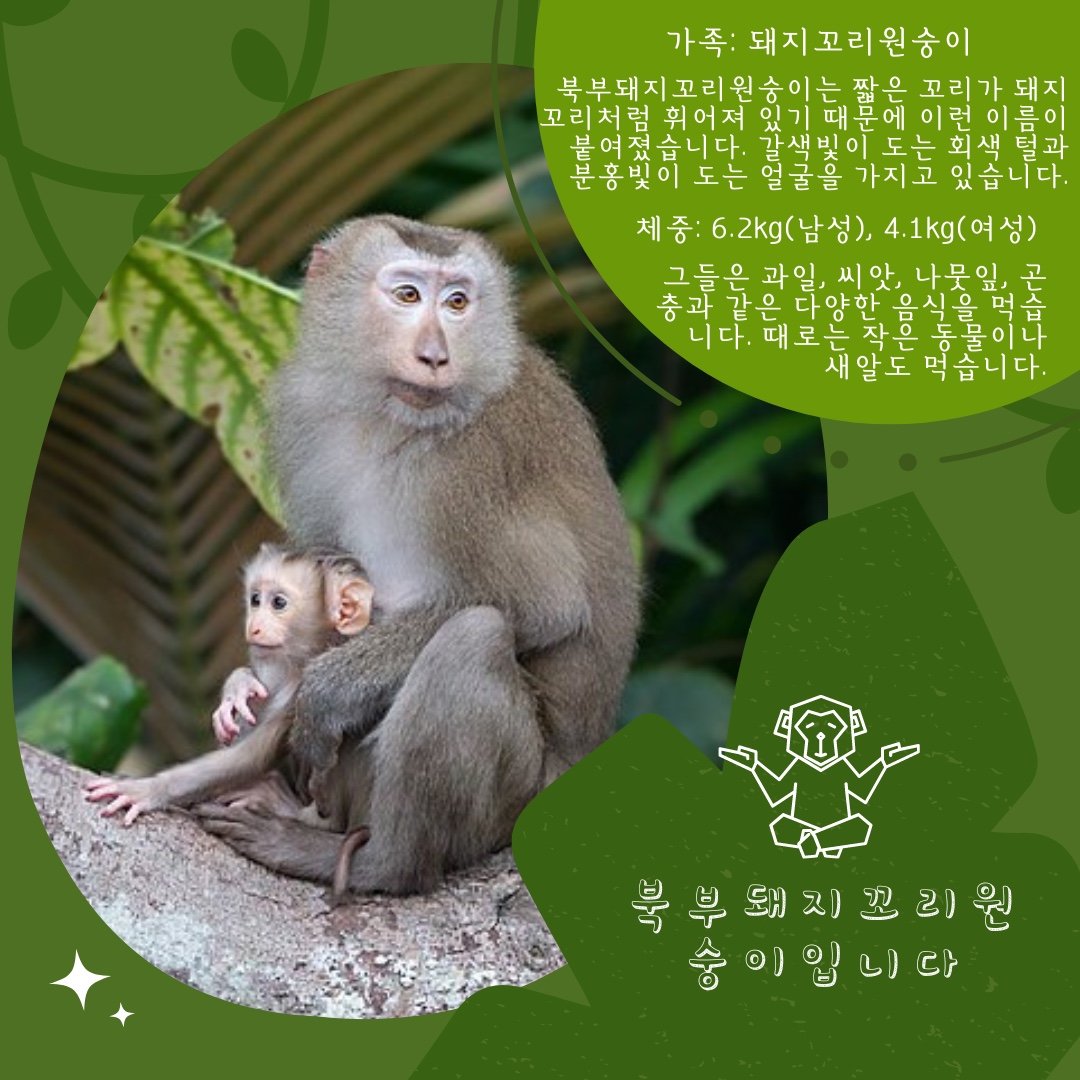 가족: 돼지꼬리원숭이
북부돼지꼬리원숭이는 짧은 꼬리가 돼지
꼬리처럼 휘어져 있기 때문에 이런 이름이
붙여졌습니다. 갈색빛이 도는 회색 털과
분홍빛이 도는 얼굴을 가지고 있습니다.
체중: 6.2kg(남성), 4.1kg(여성)
그들은 과일, 씨앗, 나뭇잎, 곤
충과 같은 다양한 음식을 먹습
니다. 때로는 작은 동물이나
새알도 먹습니다.
북부돼지꼬리원
숭이입니다